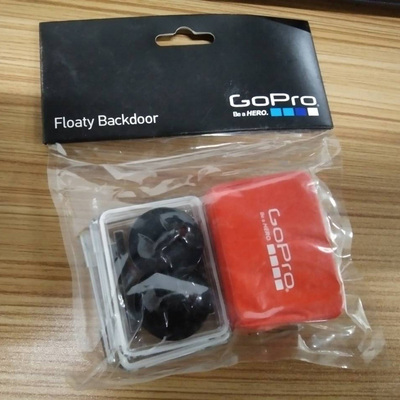 Floaty Backdoor
GoPro
Be a HERO.
GoPro
Be a HERO